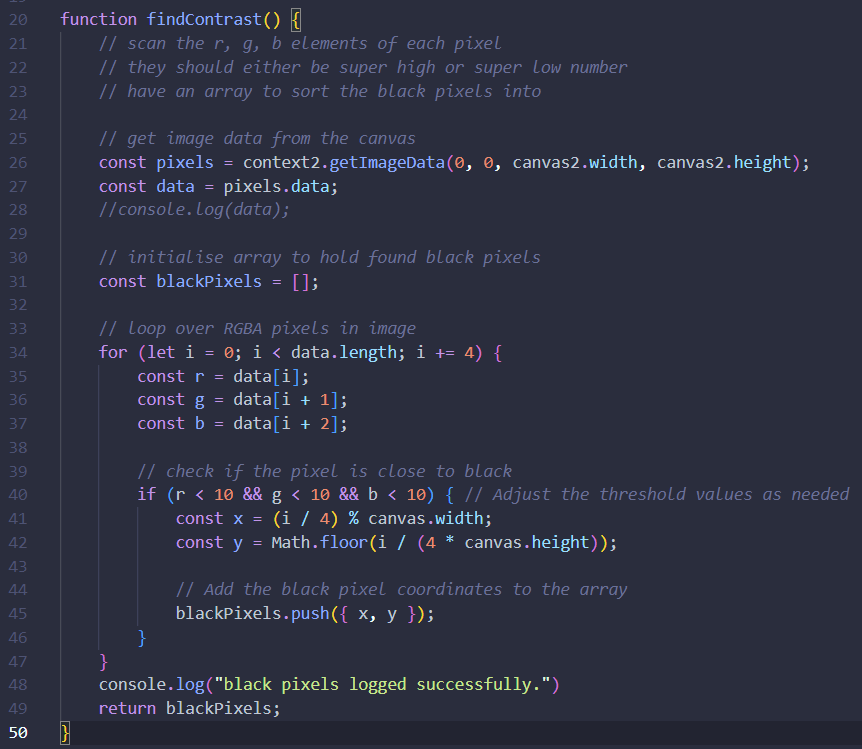 20 function findContrast() {
21 // scan the r, g, b elements of each pixel
22 // they should either be super high or super low number
23 // have an array to sort the black pixels into
24
25 // get image data from the canvas
26 const pixels = context2.getImageData(0, 0, canvas2.width, canvas2.height);
27 const data = pixels.data;
28 //console.log(data);
29
30 // initialise array to hold found black pixels
31 const blackPixels = [];
32
33 // loop over RGBA pixels in image
34 for (let i = 0; i < data.length; i += 4) {
35 const r = data[i];
36 const g = data[i + 1];
37 const b = data[i + 2];
38
39 // check if the pixel is close to black
40 if (r < 10 && g < 10 && b < 10) { // Adjust the threshold values as needed
41 const x = (i / 4) % canvas.width;
42 const y = Math.floor(i / (4 * canvas.height));
43
44 // Add the black pixel coordinates to the array
45 blackPixels.push({ x, y });
46 }
47 }
48 console.log("black pixels logged successfully.")
49 return blackPixels;
50 }